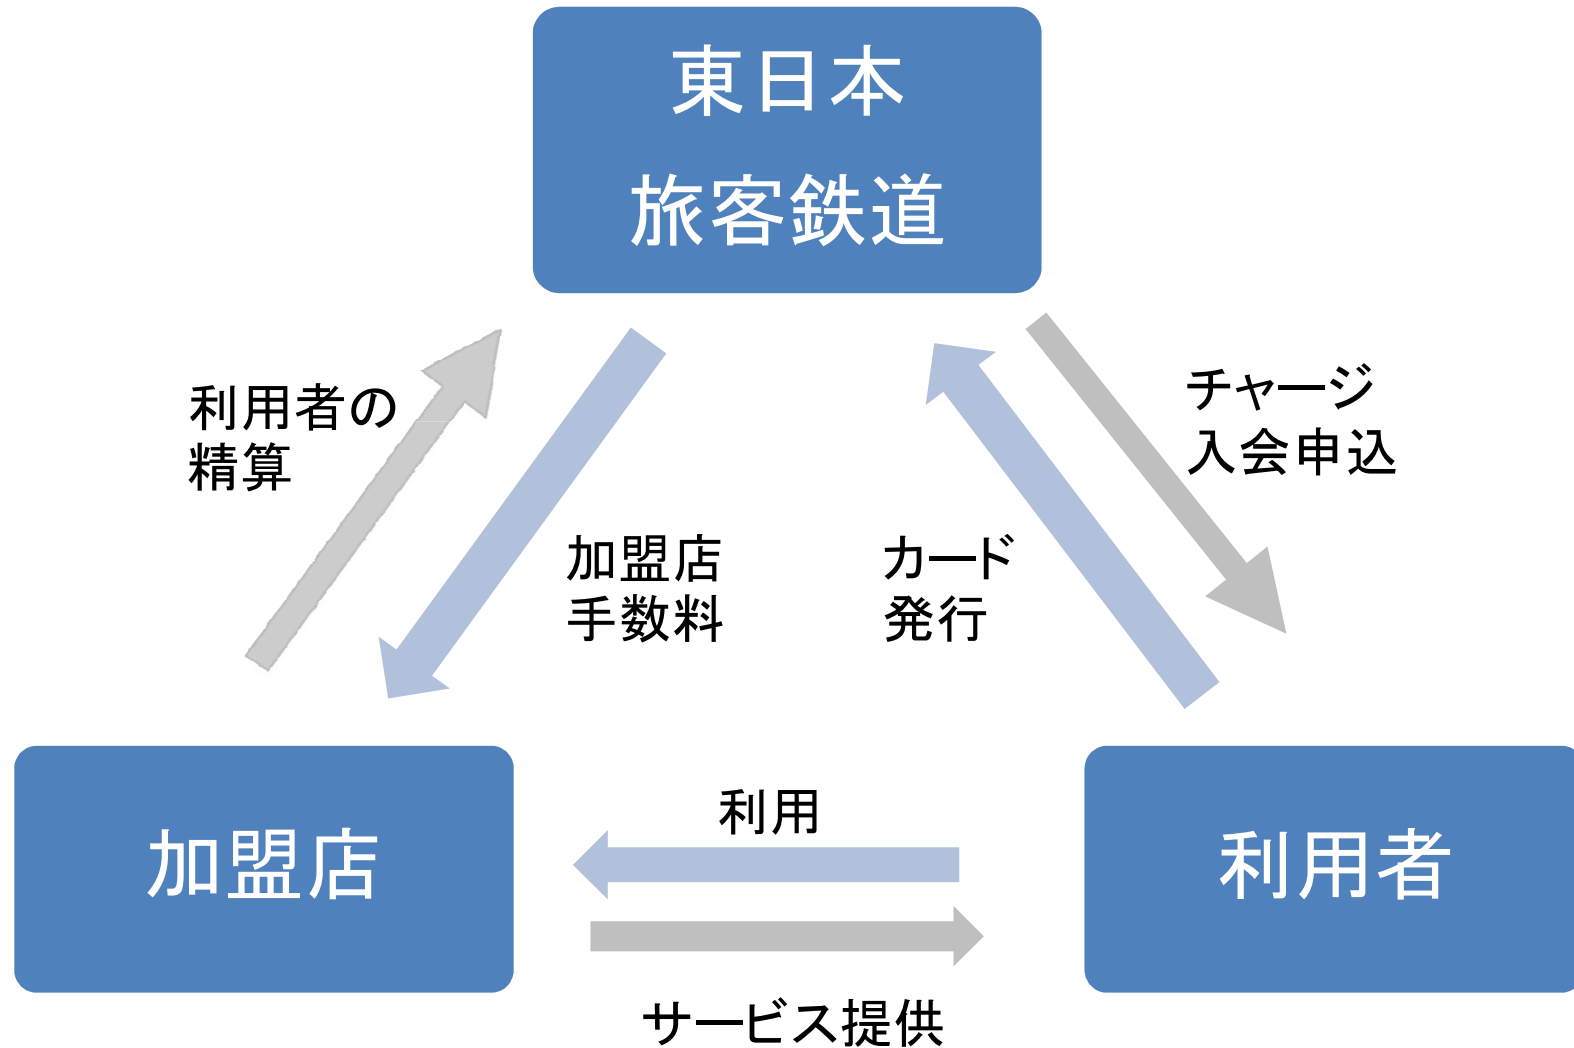 東日本
旅客鉄道
利用者の
精算
チャージ
入会申込
加盟店
手数料
カード
発行
加盟店
利用
利用者
サービス提供